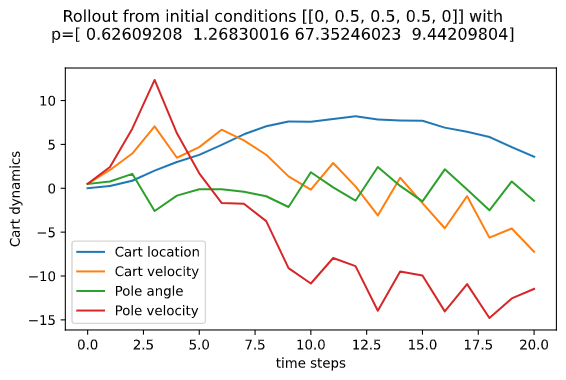 Rollout from initial conditions [[0, 0.5, 0.5, 0.5, 0]] with
p=[ 0.62609208  1.26830016 67.35246023  9.44209804]
Cart dynamics
10
5
0
−5
−10
−15
Cart location
Cart velocity
Pole angle
Pole velocity
0.0 2.5 5.0 7.5 10.0 12.5 15.0 17.5 20.0
time steps